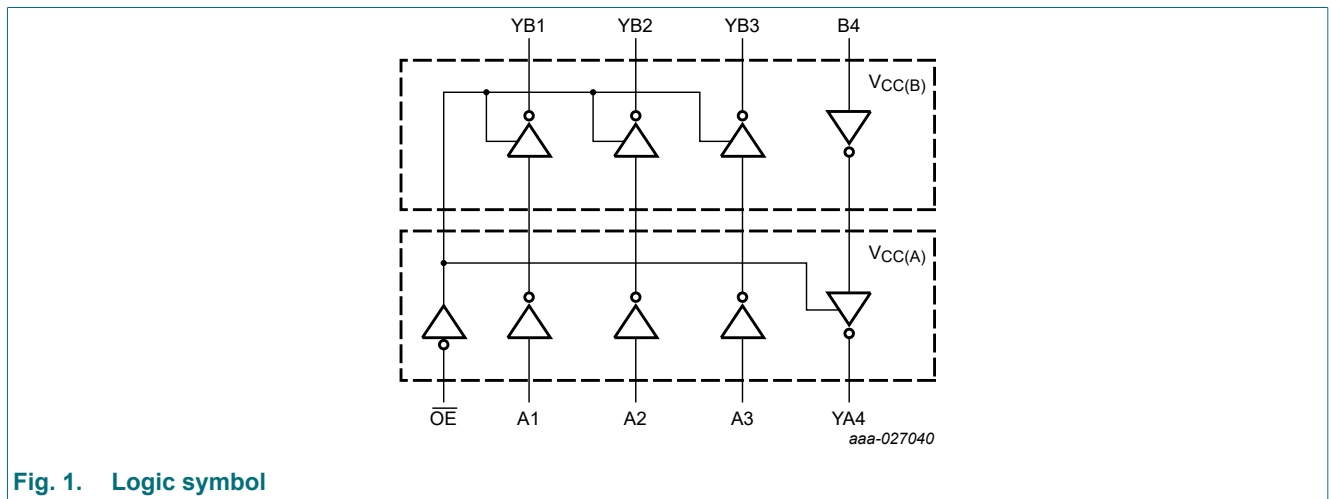 YB1 YB2 YB3 B4
VCC(B)
VCC(A)
OE A1 A2 A3 YA4
aaa-027040
Fig. 1. Logic symbol